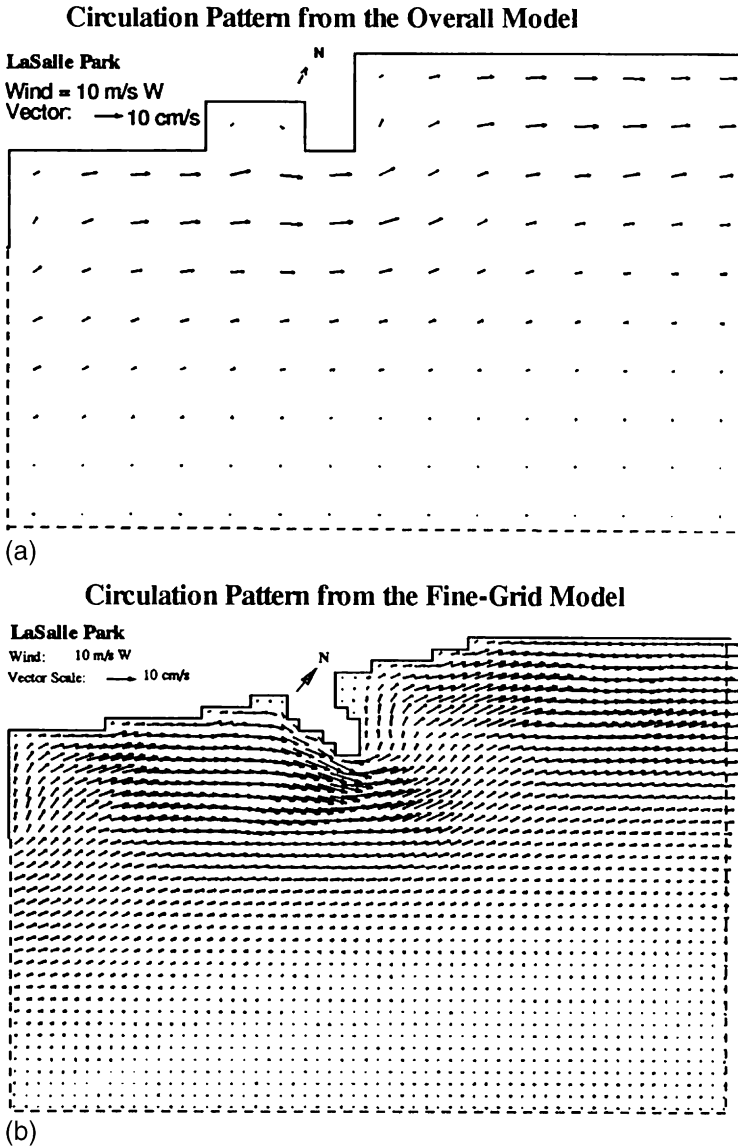 Circulation Pattern from the Overall Model
N
LaSalle Park
Wind = 10 m/s W
Vector: 10 cm/s
(a)
Circulation Pattern from the Fine-Grid Model
LaSalle Park
N
Wind: 10 m/s W
Vector Scale: 10 cm/s
(b)